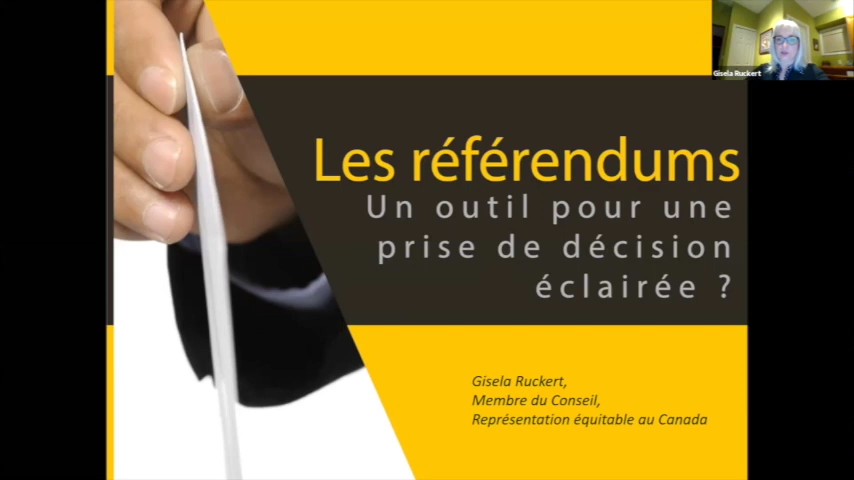 Gisela Ruckert
Les référendums
Un outil pour une
prise de décision
éclairée ?
Gisela Ruckert,
Membre du Conseil,
Représentation équitable au Canada